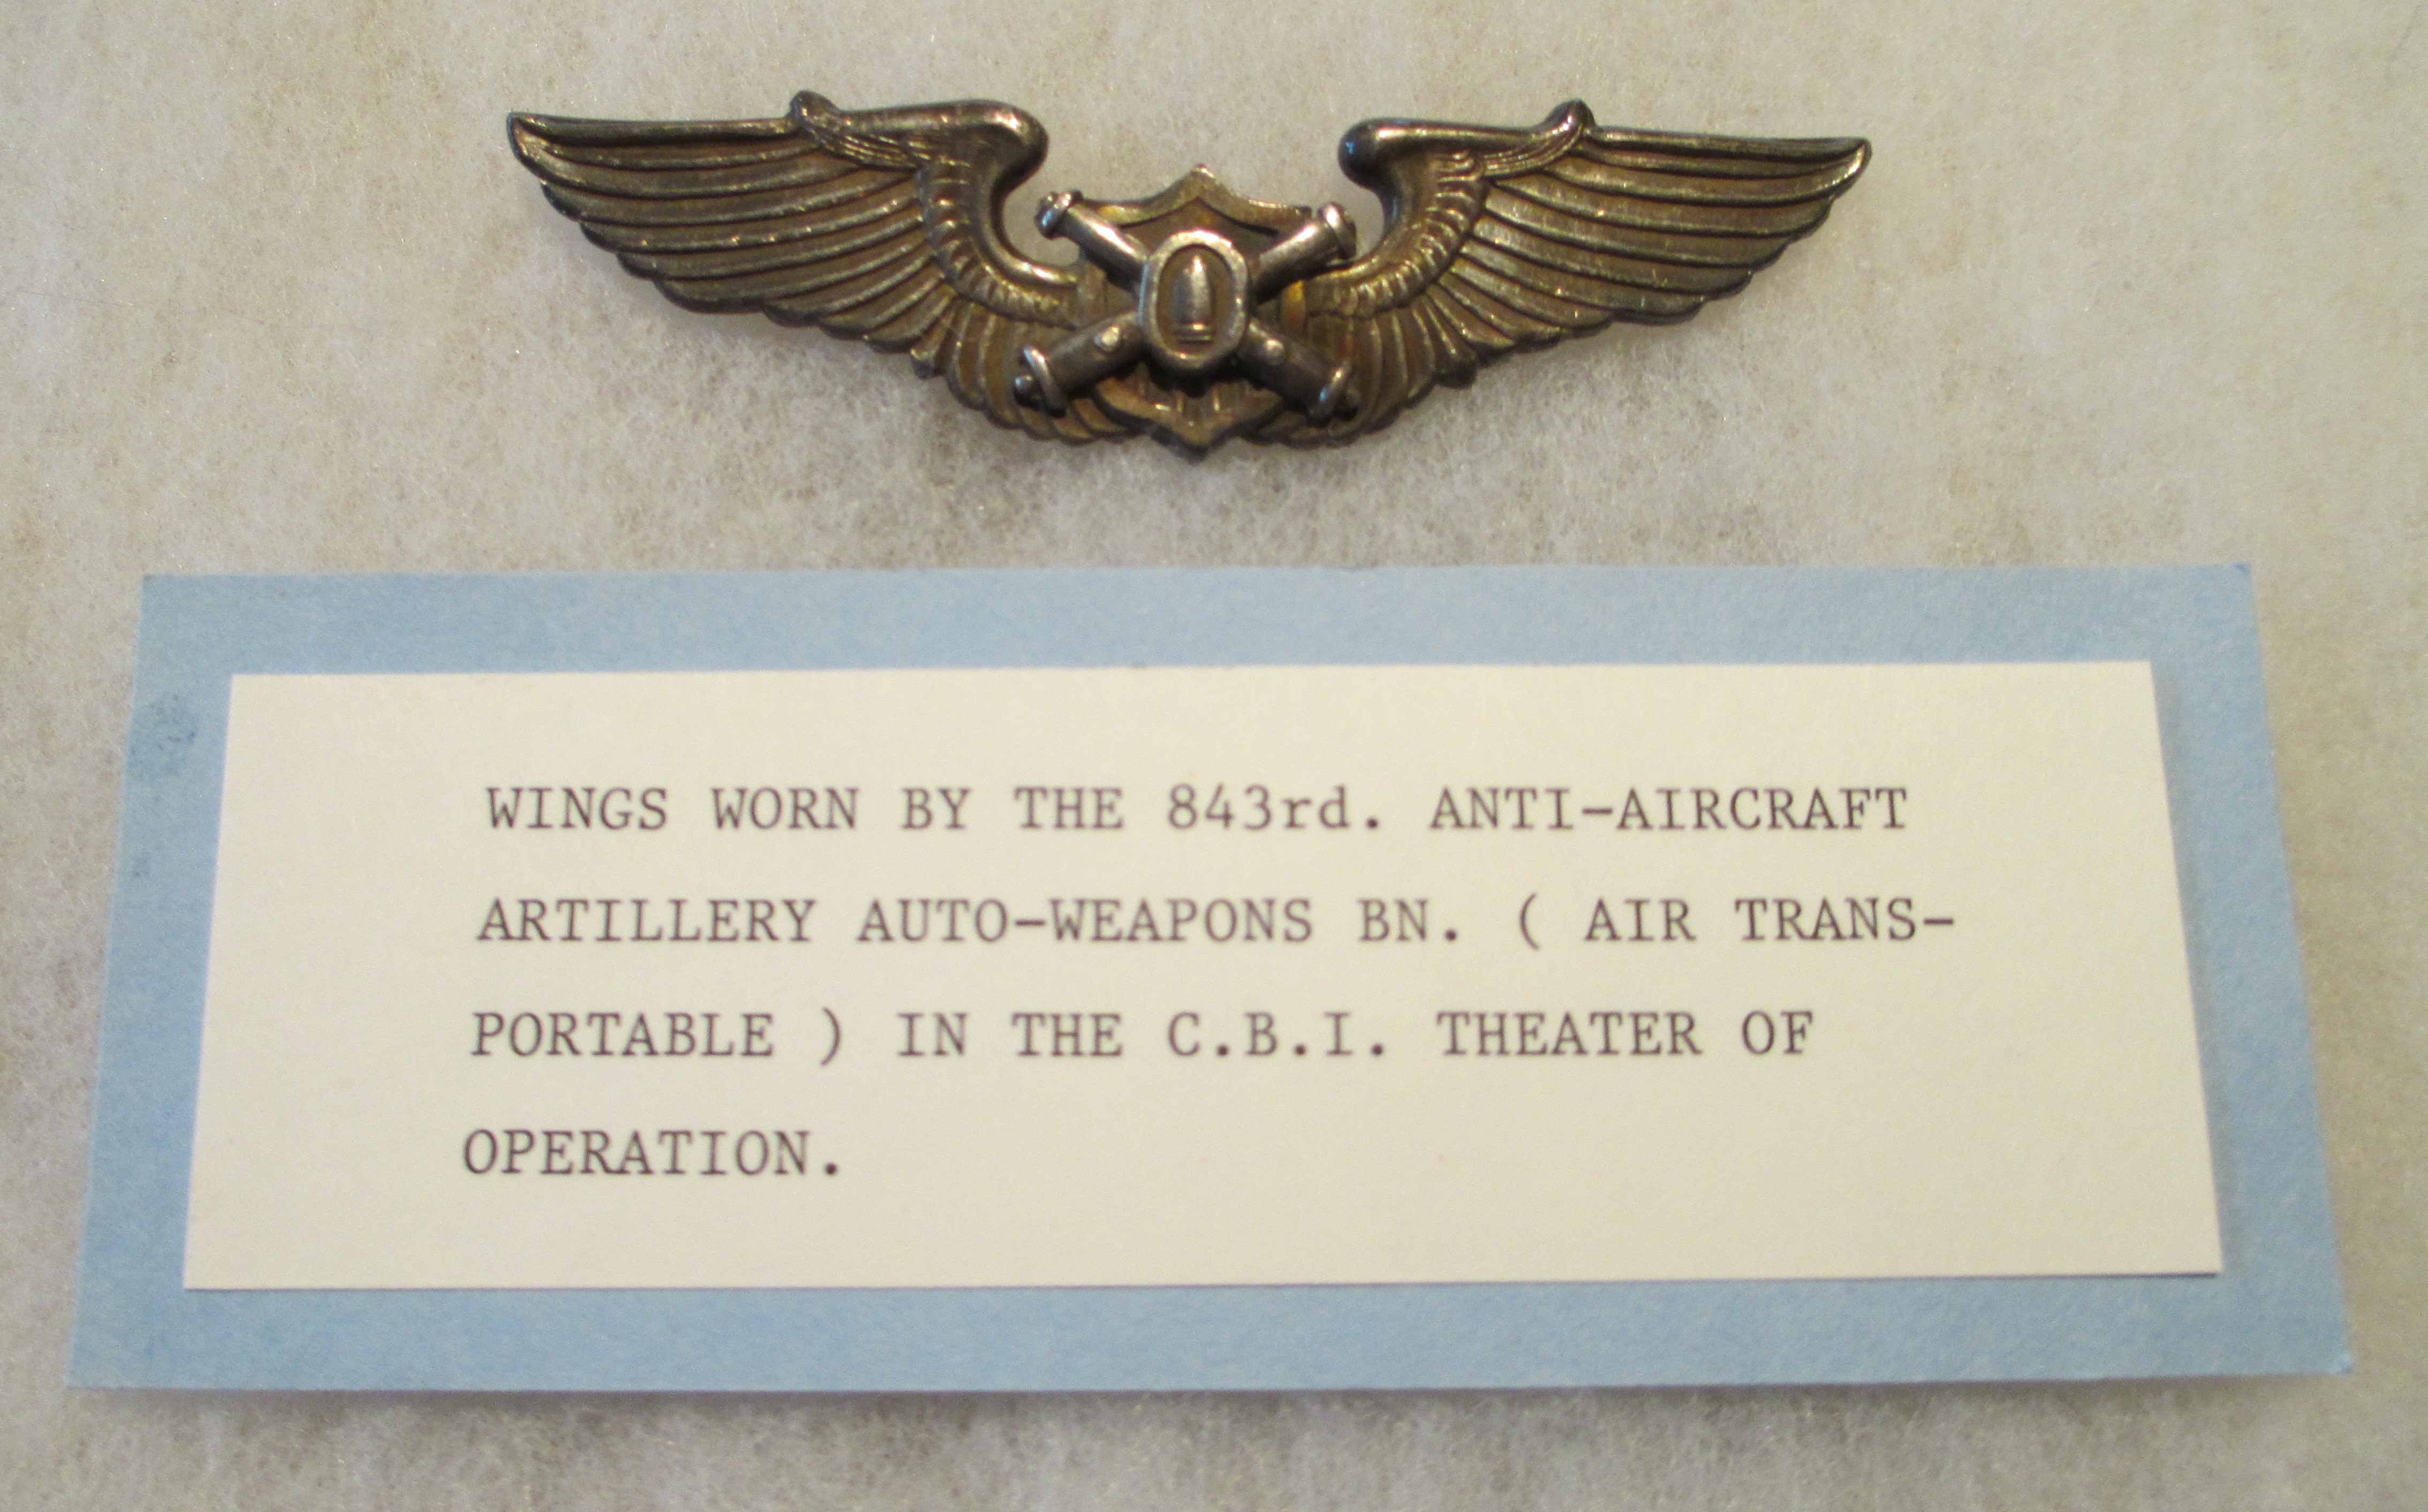 WINGS WORN BY THE 843rd. ANTI-AIRCRAFT
ARTILLERY AUTO-WEAPONS BN. ( AIR TRANS-
PORTABLE ) IN THE C.B.I. THEATER OF
OPERATION.